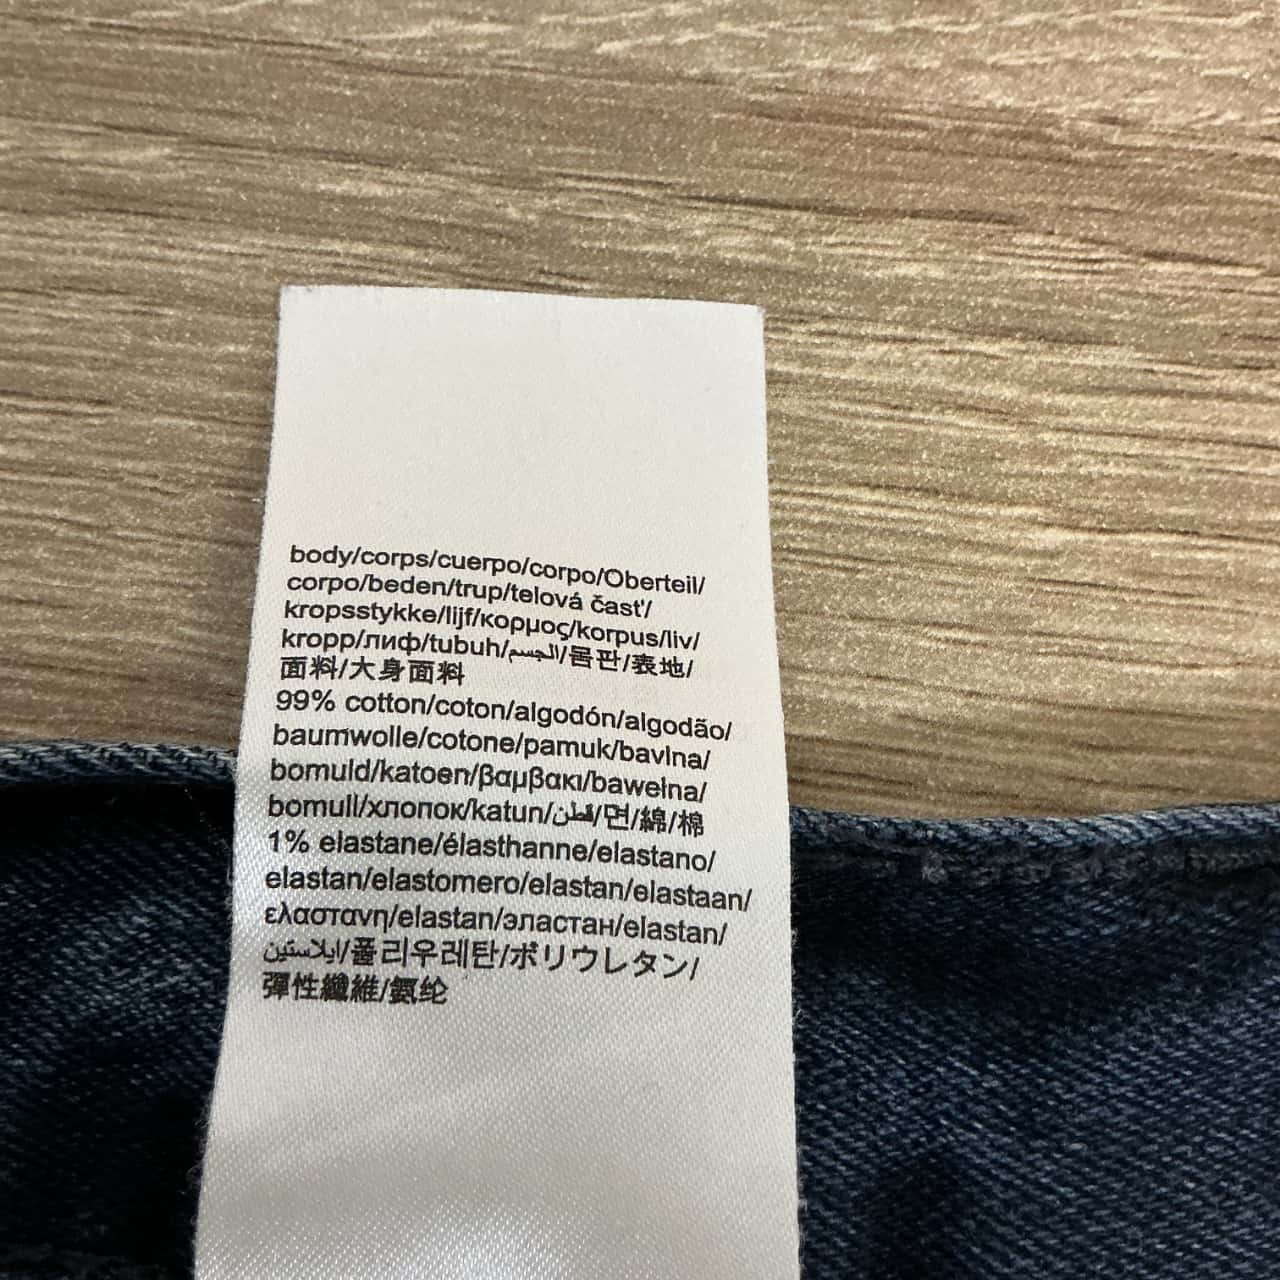 body/corps/cuerpo/corpo/Oberteil/
corpo/beden/trup/telová čast'/
kropsstykke/lijf/κορμος/korpus/liv/
kropp/лиф/tubuh/الجسم/몸판/表地/
面料/大身面料
99% cotton/coton/algodón/algodão/
baumwolle/cotone/pamuk/bavlna/
bomuld/katoen/βαμβακι/bawełna/
bomull/хлопок/katun/قطن/면/綿/棉
1% elastane/élasthanne/elastano/
elastan/elastomero/elastan/elastaan/
ελαστανη/elastan/эластан/elastan/
ايلاستين/폴리우레탄/ポリウレタン/
彈性纖維/氨纶